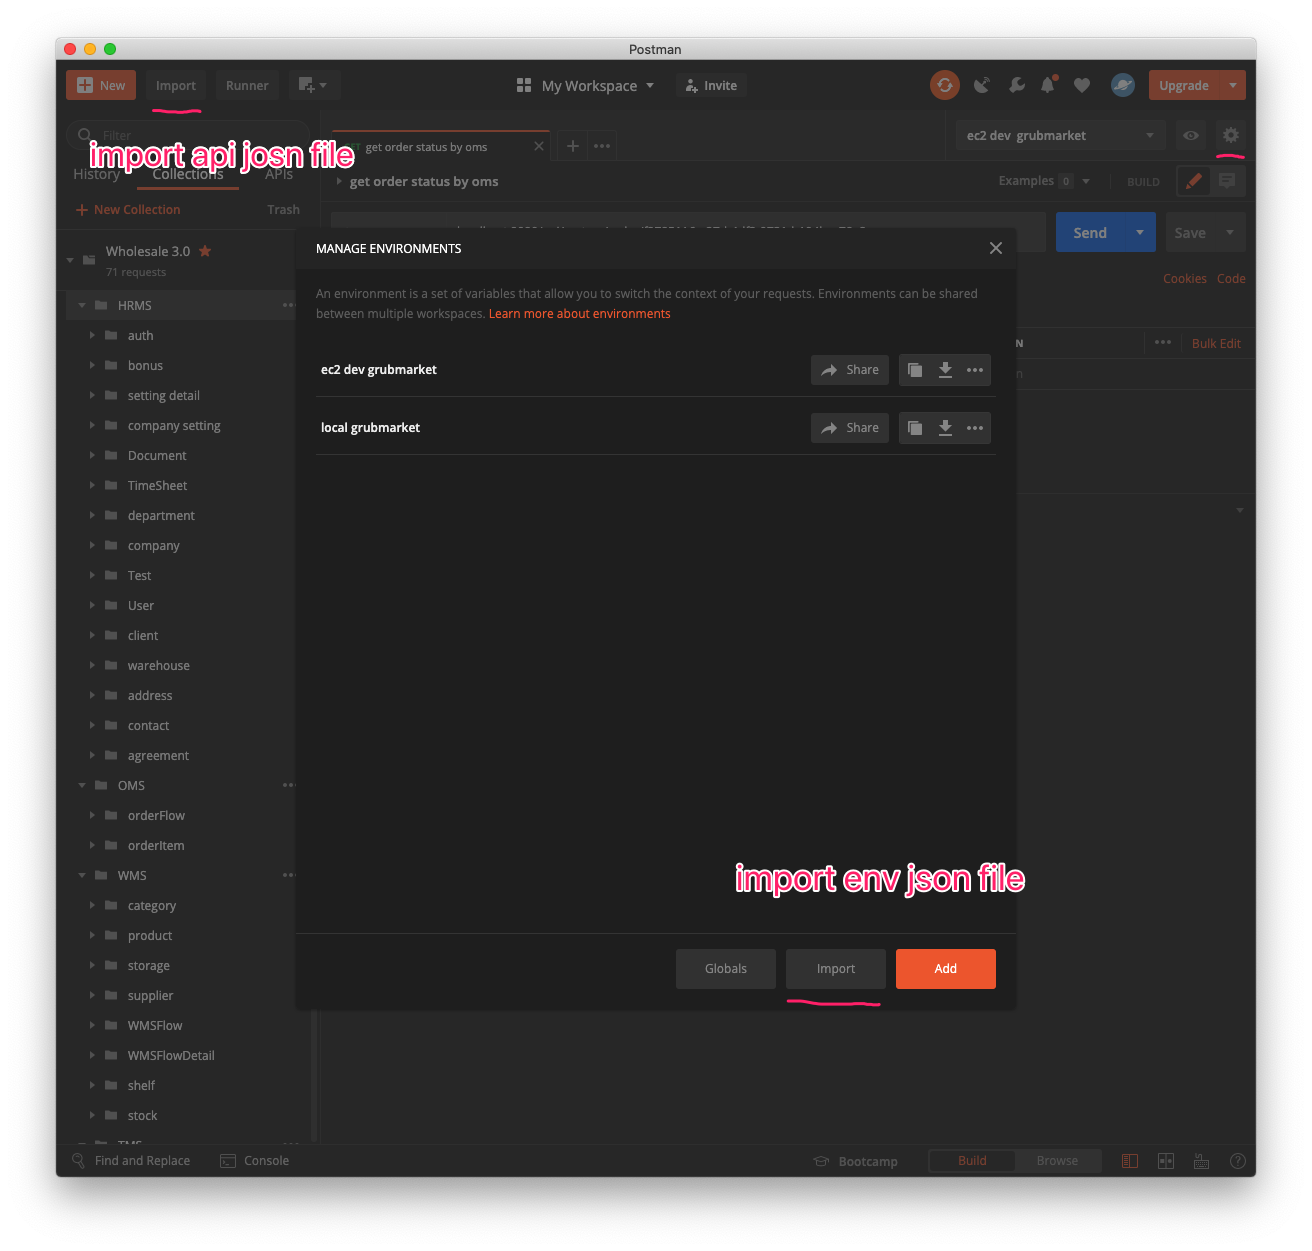 Postman
New
Import
Runner
My Workspace
Invite
Upgrade
Filter
import api josn file
History
Collections
APIs
New Collection
Trash
get order status by oms
ec2 dev grubmarket
get order status by oms
Examples 0
BUILD
Send
Save
Cookies Code
Bulk Edit
Wholesale 3.0
71 requests
HRMS
auth
bonus
setting detail
company setting
Document
TimeSheet
department
company
Test
User
client
warehouse
address
contact
agreement
OMS
orderFlow
orderItem
WMS
category
product
storage
supplier
WMSFlow
WMSFlowDetail
shelf
stock
TMS
MANAGE ENVIRONMENTS
An environment is a set of variables that allow you to switch the context of your requests. Environments can be shared
between multiple workspaces. Learn more about environments
ec2 dev grubmarket
Share
local grubmarket
Share
import env json file
Globals
Import
Add
Find and Replace
Console
Bootcamp
Build
Browse